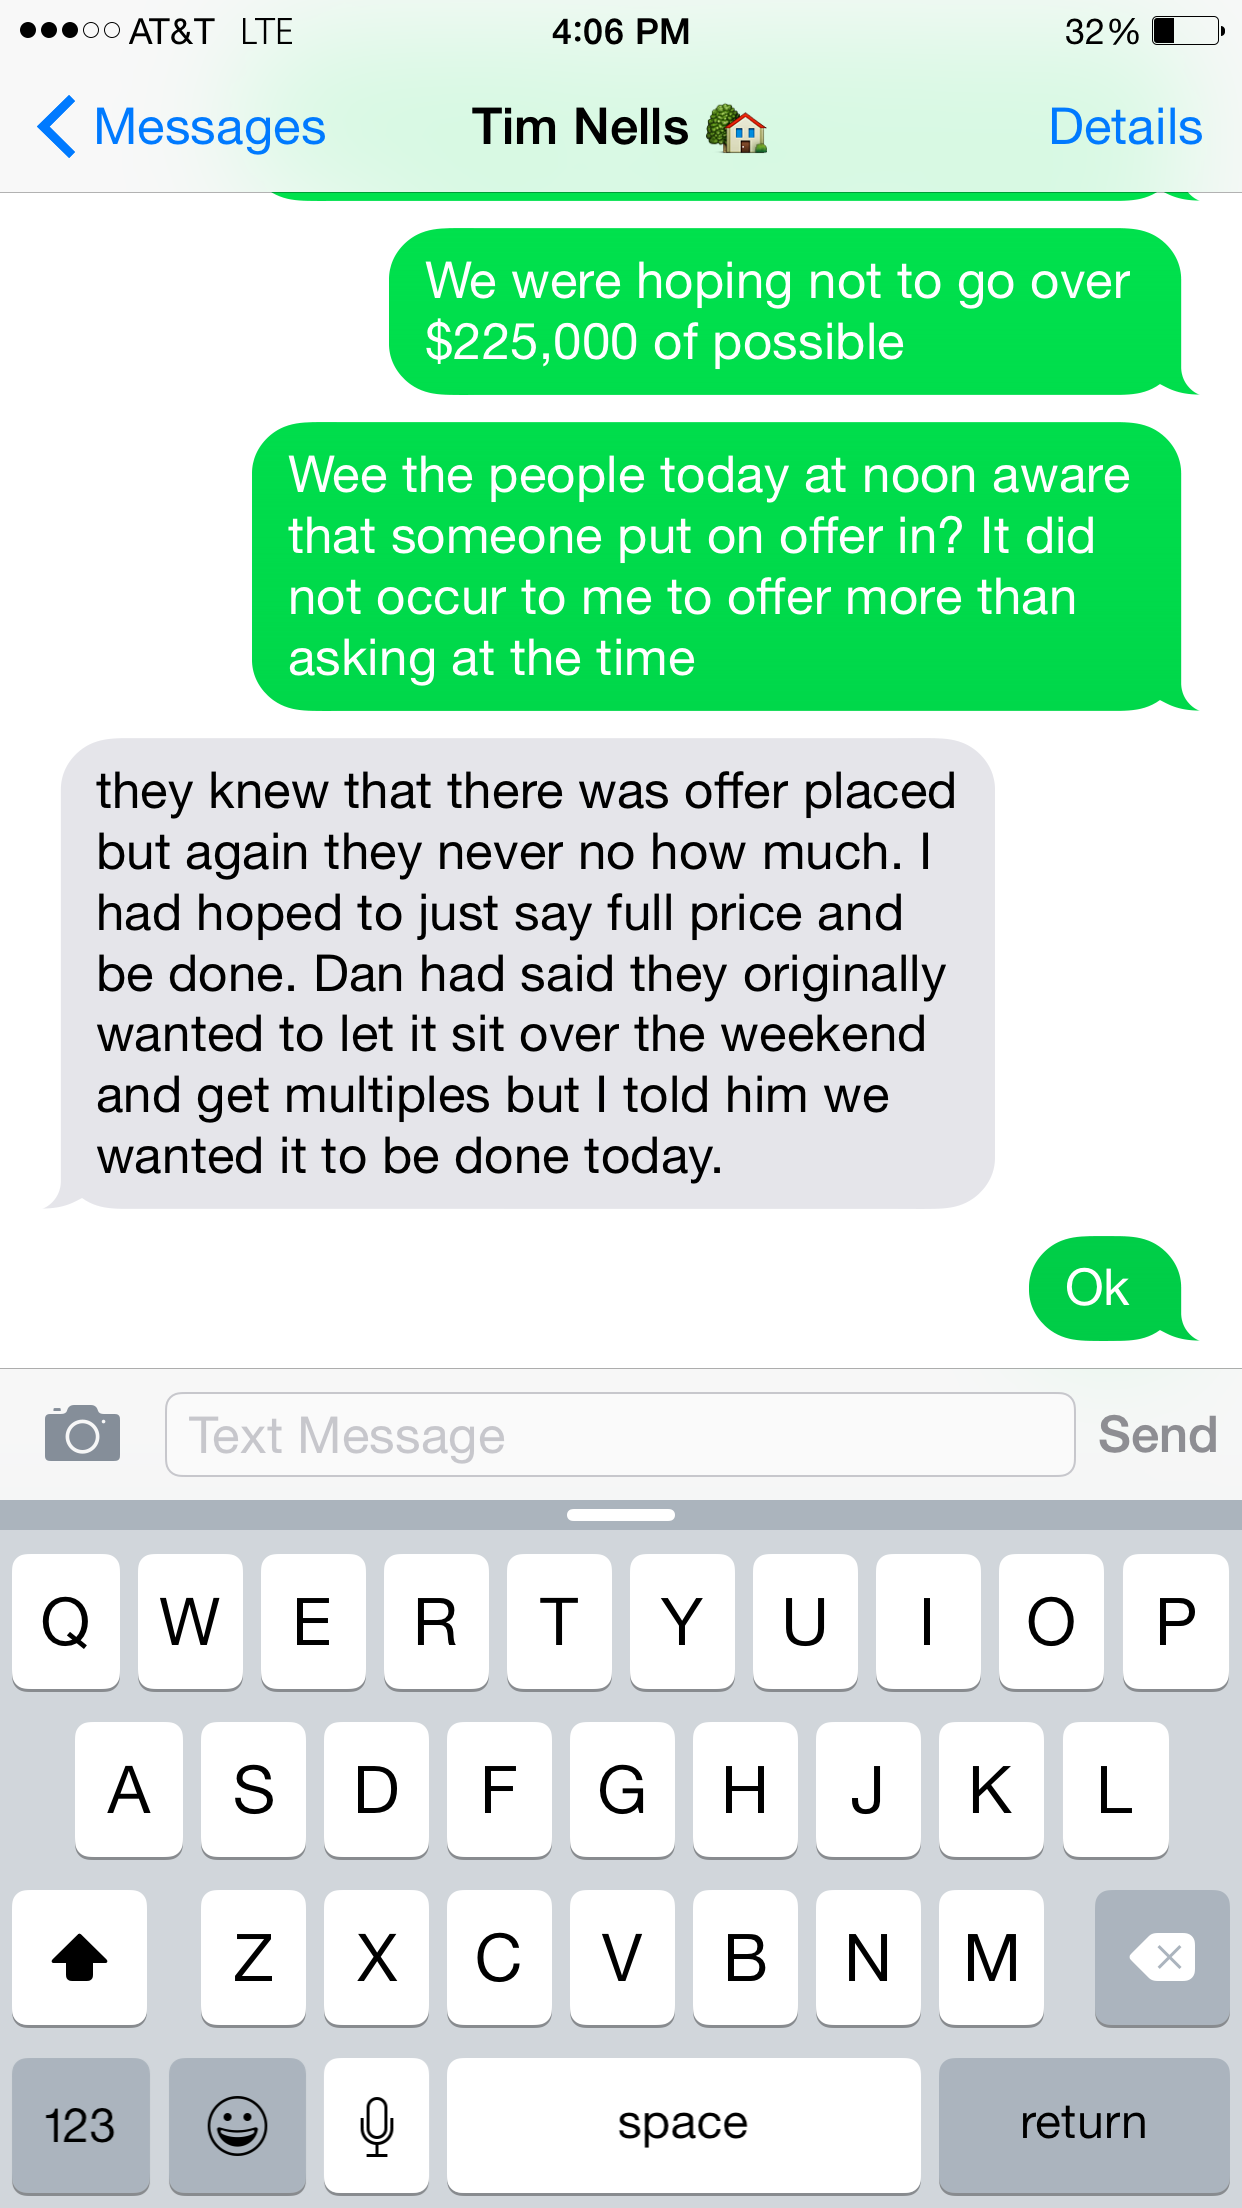 AT&T LTE 4:06 PM 32%
Messages Tim Nells Details
We were hoping not to go over
$225,000 of possible
Wee the people today at noon aware
that someone put on offer in? It did
not occur to me to offer more than
asking at the time
they knew that there was offer placed
but again they never no how much. I
had hoped to just say full price and
be done. Dan had said they originally
wanted to let it sit over the weekend
and get multiples but I told him we
wanted it to be done today.
Ok
Text Message Send
Q W E R T Y U I O P
A S D F G H J K L
Z X C V B N M
123 space return